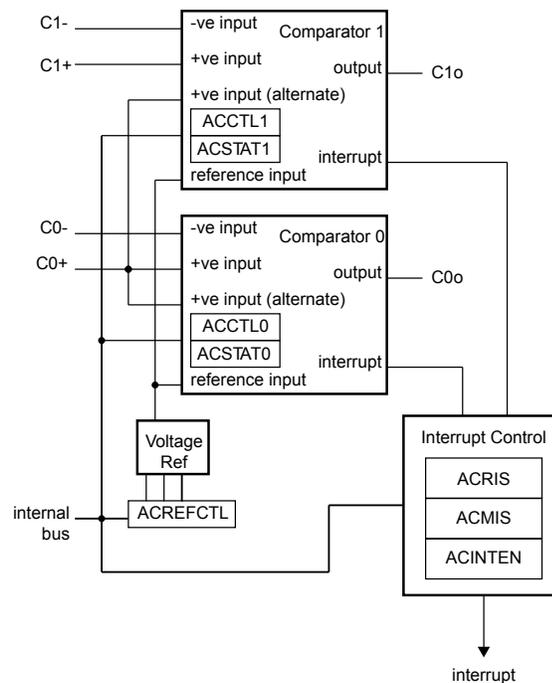 C1-
-ve input
Comparator 1
C1+
+ve input
output
C1o
+ve input (alternate)
ACCTL1
ACSTAT1
interrupt
reference input
C0-
-ve input
Comparator 0
C0+
+ve input
output
C0o
+ve input (alternate)
ACCTL0
ACSTAT0
interrupt
reference input
Voltage
Ref
Interrupt Control
ACRIS
ACMIS
ACINTEN
internal
bus
ACREFCTL
interrupt